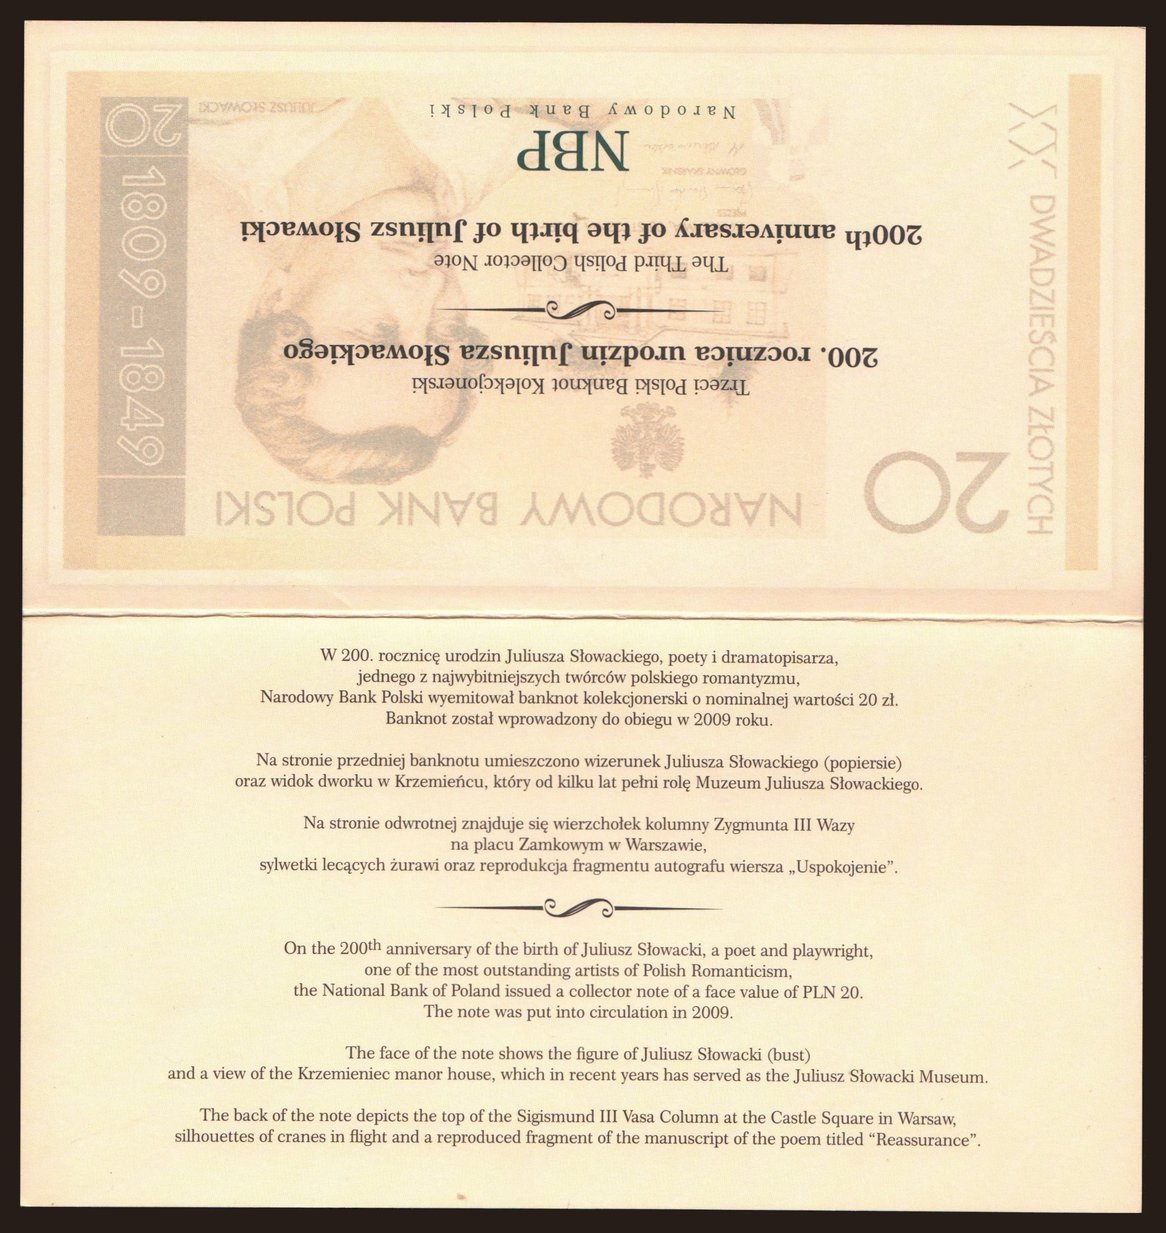 Narodowy Bank Polski
NBP
200th anniversary of the birth of Juliusz Słowacki
The Third Polish Collector Note
200. rocznica urodzin Juliusza Słowackiego
Trzeci Polski Banknot Kolekcjonerski
NARODOWY BANK POLSKI
20
DWADZIEŚCIA ZŁOTYCH
20
1809-1849
JULIUSZ SŁOWACKI
W 200. rocznicę urodzin Juliusza Słowackiego, poety i dramatopisarza,
jednego z najwybitniejszych twórców polskiego romantyzmu,
Narodowy Bank Polski wyemitował banknot kolekcjonerski o nominalnej wartości 20 zł.
Banknot został wprowadzony do obiegu w 2009 roku.
Na stronie przedniej banknotu umieszczono wizerunek Juliusza Słowackiego (popiersie)
oraz widok dworku w Krzemieńcu, który od kilku lat pełni rolę Muzeum Juliusza Słowackiego.
Na stronie odwrotnej znajduje się wierzchołek kolumny Zygmunta III Wazy
na placu Zamkowym w Warszawie,
sylwetki lecących żurawi oraz reprodukcja fragmentu autografu wiersza „Uspokojenie”.
On the 200th anniversary of the birth of Juliusz Słowacki, a poet and playwright,
one of the most outstanding artists of Polish Romanticism,
the National Bank of Poland issued a collector note of a face value of PLN 20.
The note was put into circulation in 2009.
The face of the note shows the figure of Juliusz Słowacki (bust)
and a view of the Krzemieniec manor house, which in recent years has served as the Juliusz Słowacki Museum.
The back of the note depicts the top of the Sigismund III Vasa Column at the Castle Square in Warsaw,
silhouettes of cranes in flight and a reproduced fragment of the manuscript of the poem titled “Reassurance”.